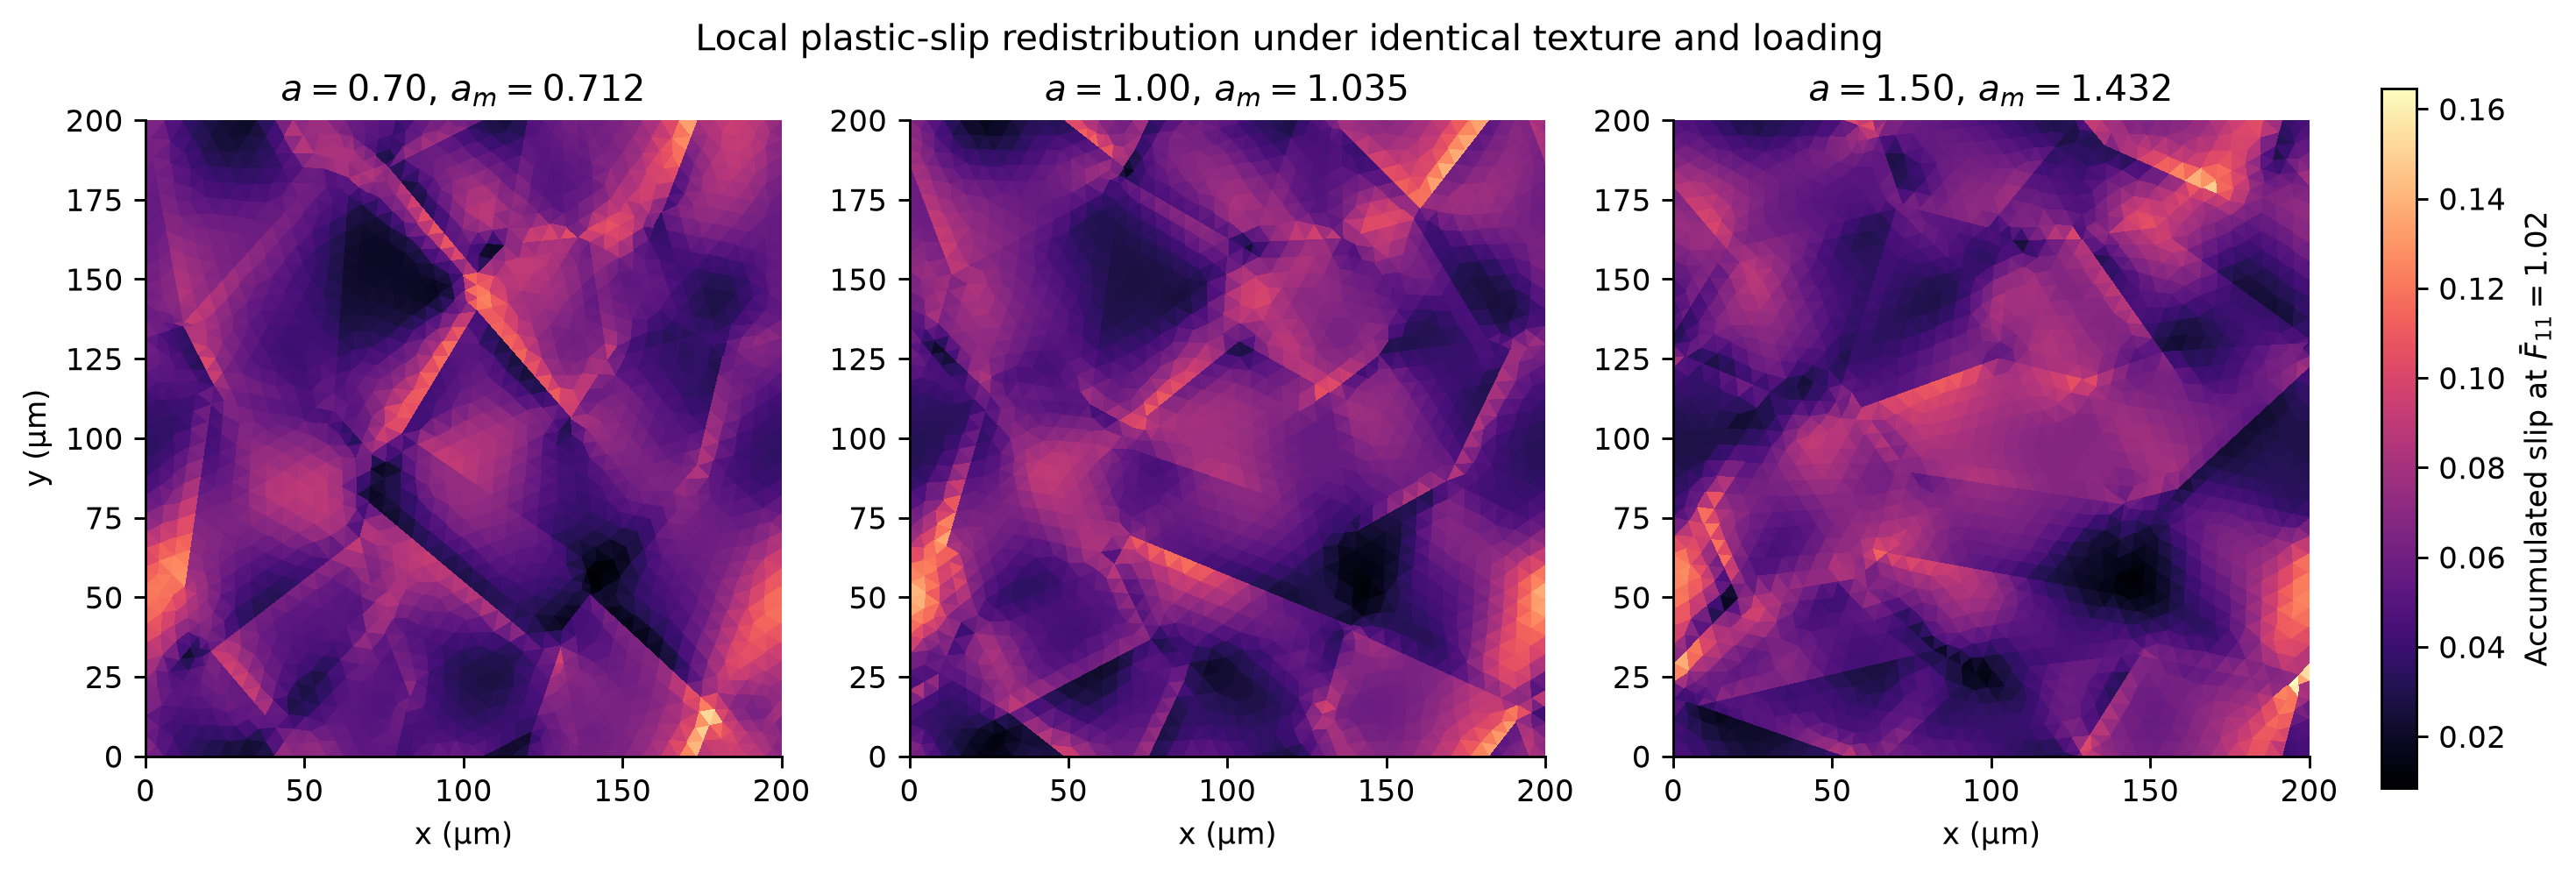 Local plastic-slip redistribution under identical texture and loading
a = 0.70, a_m = 0.712
a = 1.00, a_m = 1.035
a = 1.50, a_m = 1.432
200
175
150
125
100
75
50
25
0
y (µm)
0 50 100 150 200
x (µm)
200
175
150
125
100
75
50
25
0
0 50 100 150 200
x (µm)
200
175
150
125
100
75
50
25
0
0 50 100 150 200
x (µm)
0.16
0.14
0.12
0.10
0.08
0.06
0.04
0.02
Accumulated slip at F̄₁₁ = 1.02